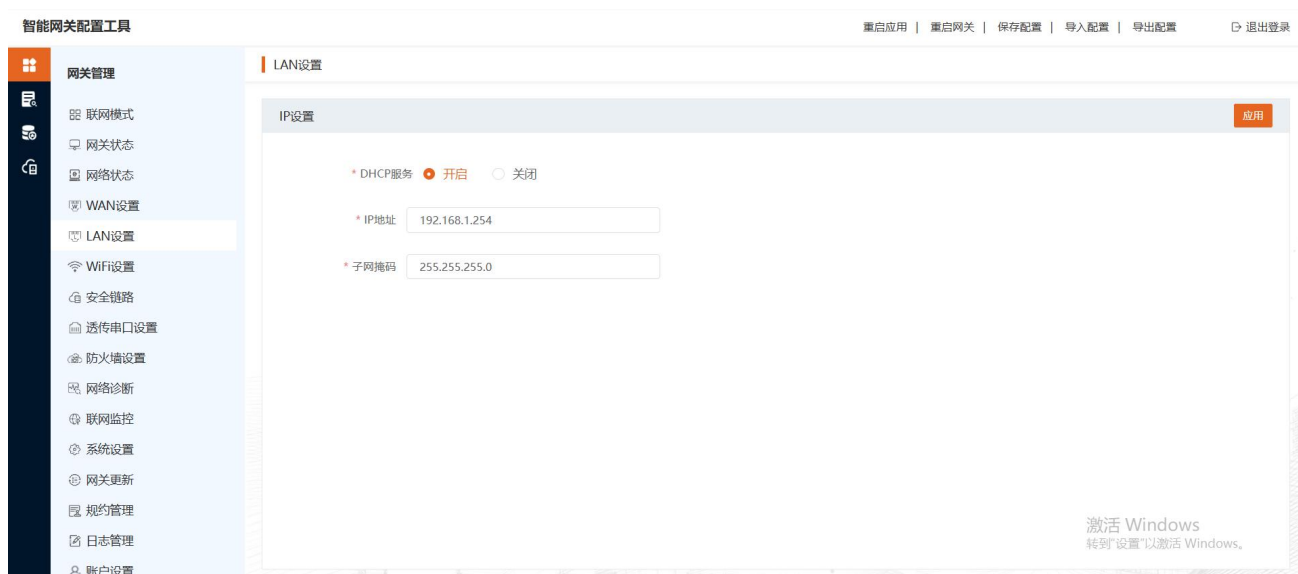 智能网关配置工具
重启应用 | 重启网关 | 保存配置 | 导入配置 | 导出配置 退出登录
网关管理
联网模式
网关状态
网络状态
WAN设置
LAN设置
WiFi设置
安全链路
透传串口设置
防火墙设置
网络诊断
联网监控
系统设置
网关更新
规约管理
日志管理
账户设置
LAN设置
IP设置 应用
* DHCP服务 开启 关闭
* IP地址 192.168.1.254
* 子网掩码 255.255.255.0
激活 Windows
转到"设置"以激活 Windows。